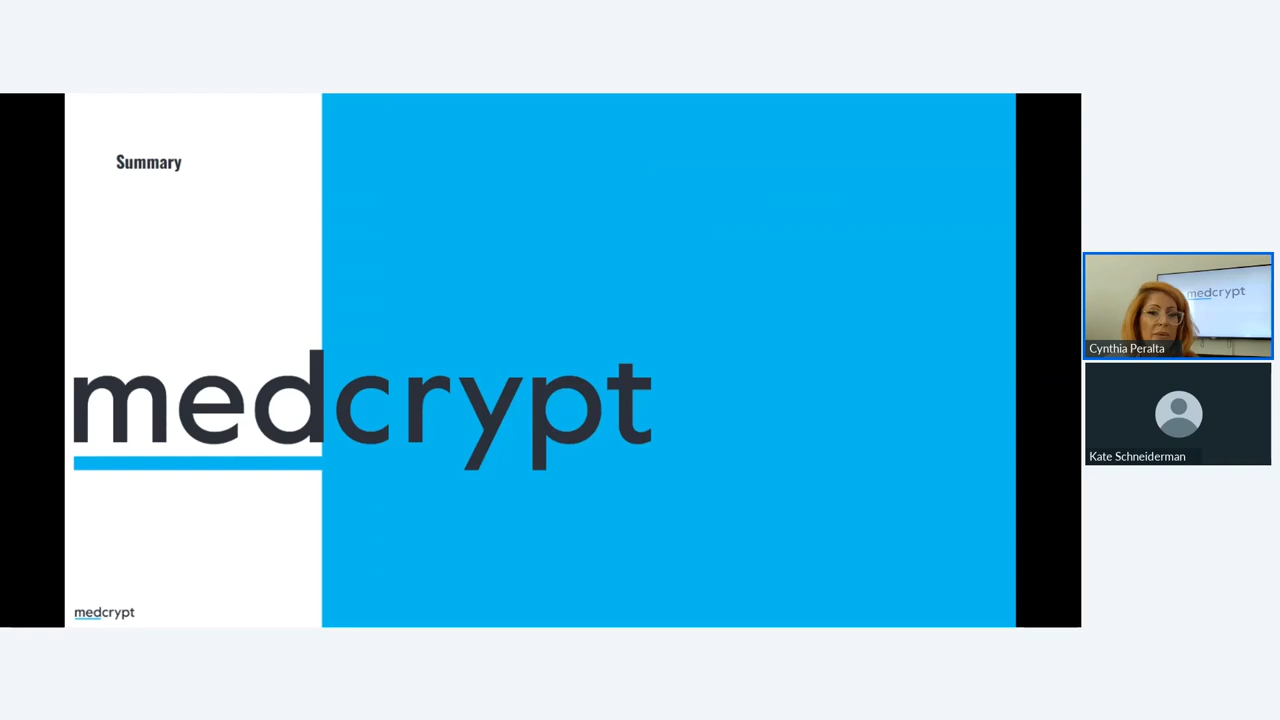 Summary
medcrypt
medcrypt
medcrypt
Cynthia Peralta
Kate Schneiderman